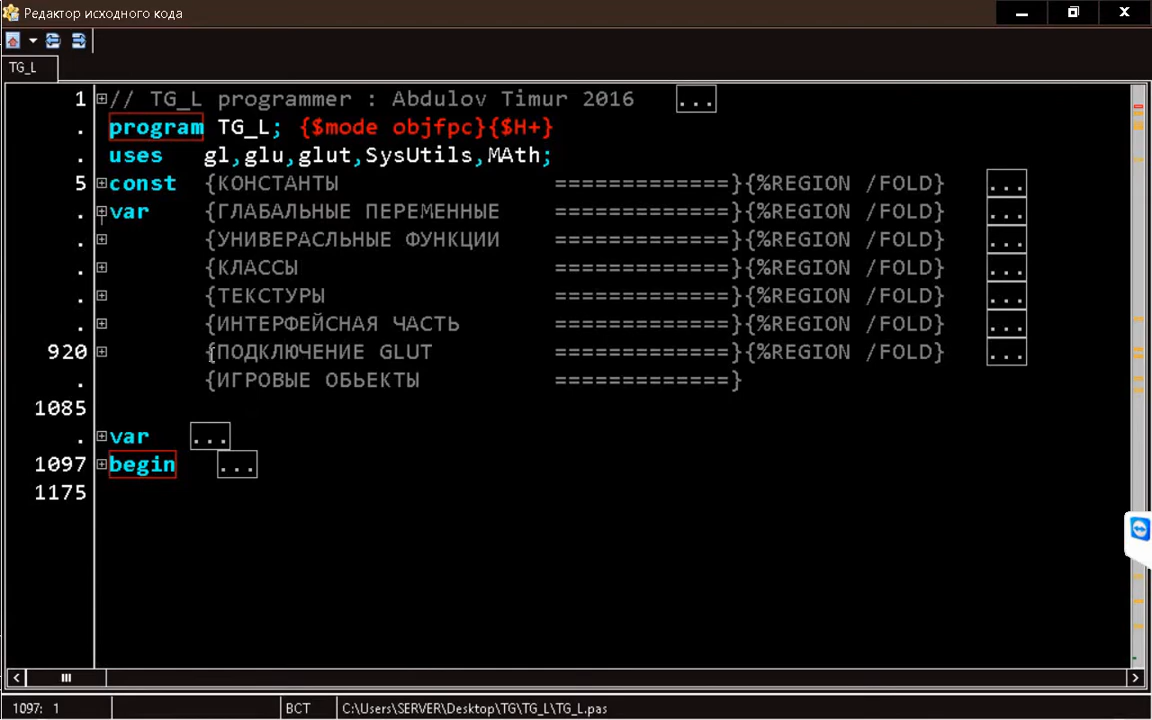 Редактор исходного кода
TG_L
1 // TG_L programmer : Abdulov Timur 2016 ...
. program TG_L; {$mode objfpc}{$H+}
. uses gl,glu,glut,SysUtils,MAth;
5 const {КОНСТАНТЫ =============}{%REGION /FOLD} ...
. var {ГЛАБАЛЬНЫЕ ПЕРЕМЕННЫЕ =============}{%REGION /FOLD} ...
. {УНИВЕРАСЛЬНЫЕ ФУНКЦИИ =============}{%REGION /FOLD} ...
. {КЛАССЫ =============}{%REGION /FOLD} ...
. {ТЕКСТУРЫ =============}{%REGION /FOLD} ...
. {ИНТЕРФЕЙСНАЯ ЧАСТЬ =============}{%REGION /FOLD} ...
920 {ПОДКЛЮЧЕНИЕ GLUT =============}{%REGION /FOLD} ...
. {ИГРОВЫЕ ОБЬЕКТЫ =============}
1085
. var ...
1097 begin ...
1175
1097: 1 ВСТ C:\Users\SERVER\Desktop\TG\TG_L\TG_L.pas